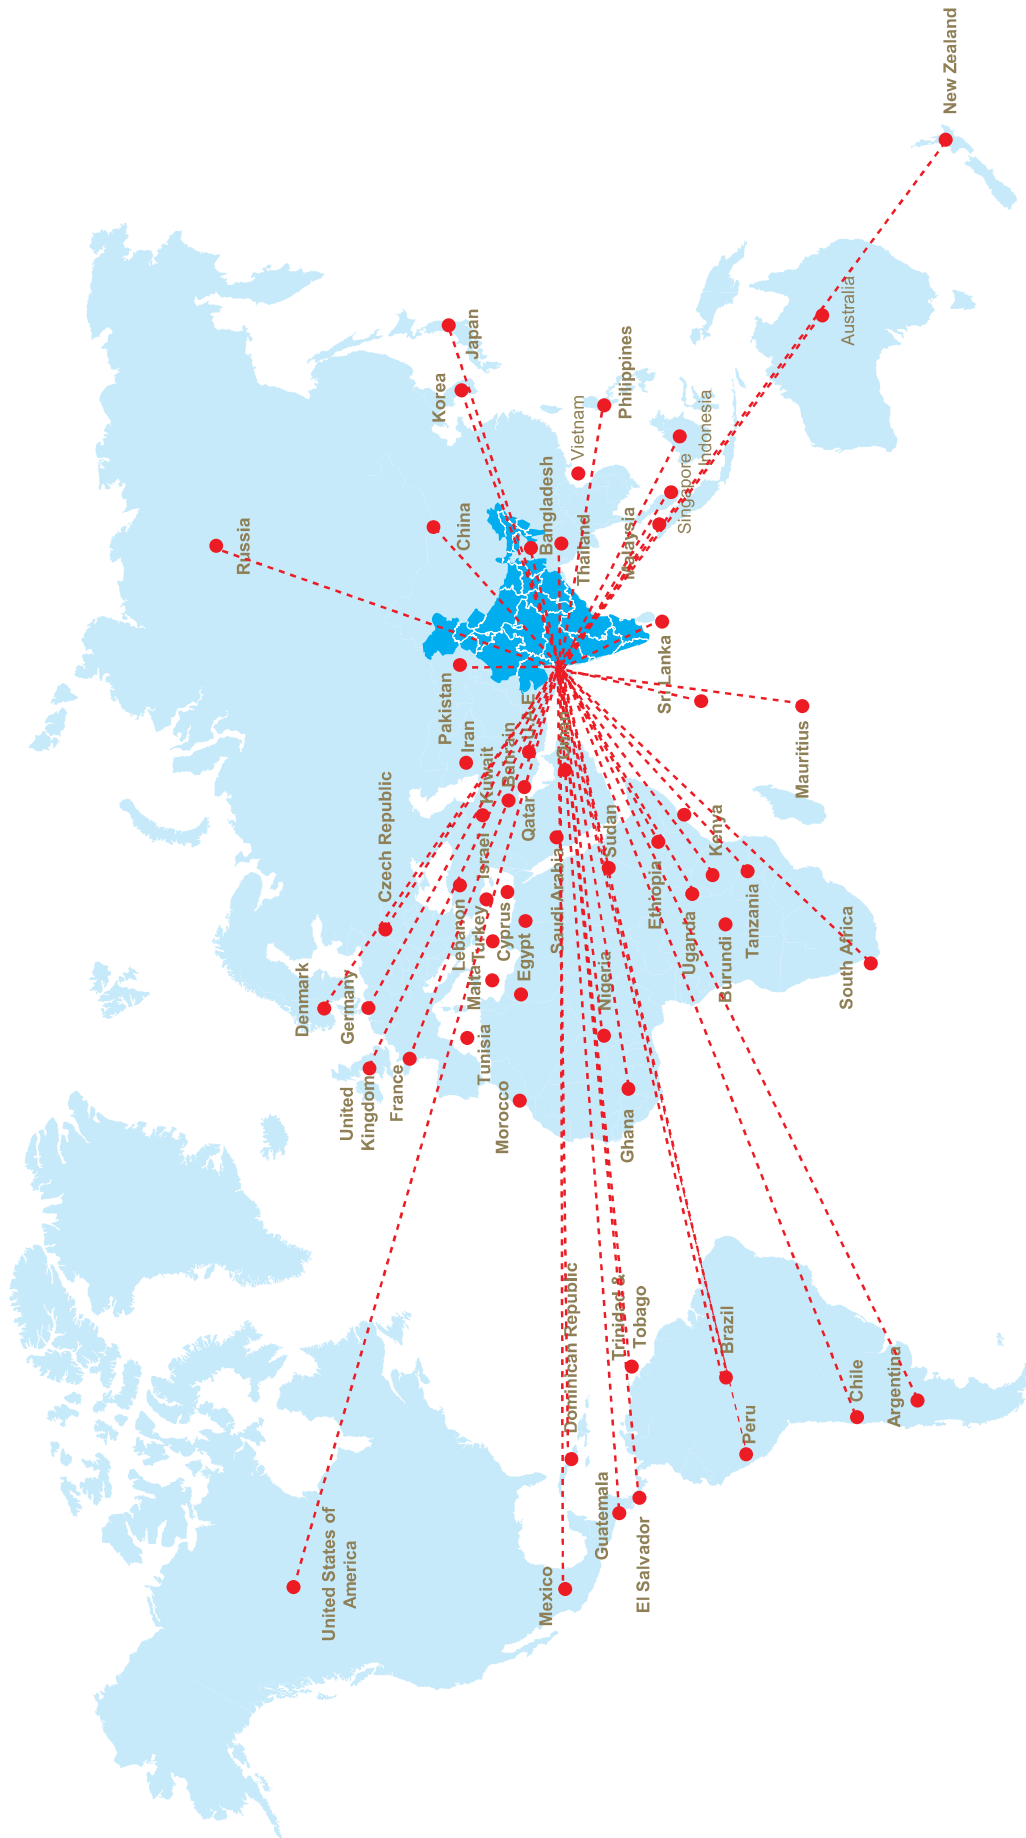 United States of
America
Mexico
Guatemala
El Salvador
Dominican Republic
Trinidad &
Tobago
Peru
Brazil
Chile
Argentina
Denmark
Germany
United
Kingdom
France
Czech Republic
Morocco
Tunisia
Malta
Turkey
Lebanon
Israel
Cyprus
Egypt
Kuwait
Iran
Bahrain
Qatar
U.A.E
Saudi Arabia
Sudan
Nigeria
Ghana
Ethiopia
Uganda
Kenya
Burundi
Tanzania
South Africa
Mauritius
Pakistan
Russia
China
Korea
Japan
Bangladesh
Thailand
Vietnam
Philippines
Malaysia
Singapore
Indonesia
Sri Lanka
Australia
New Zealand